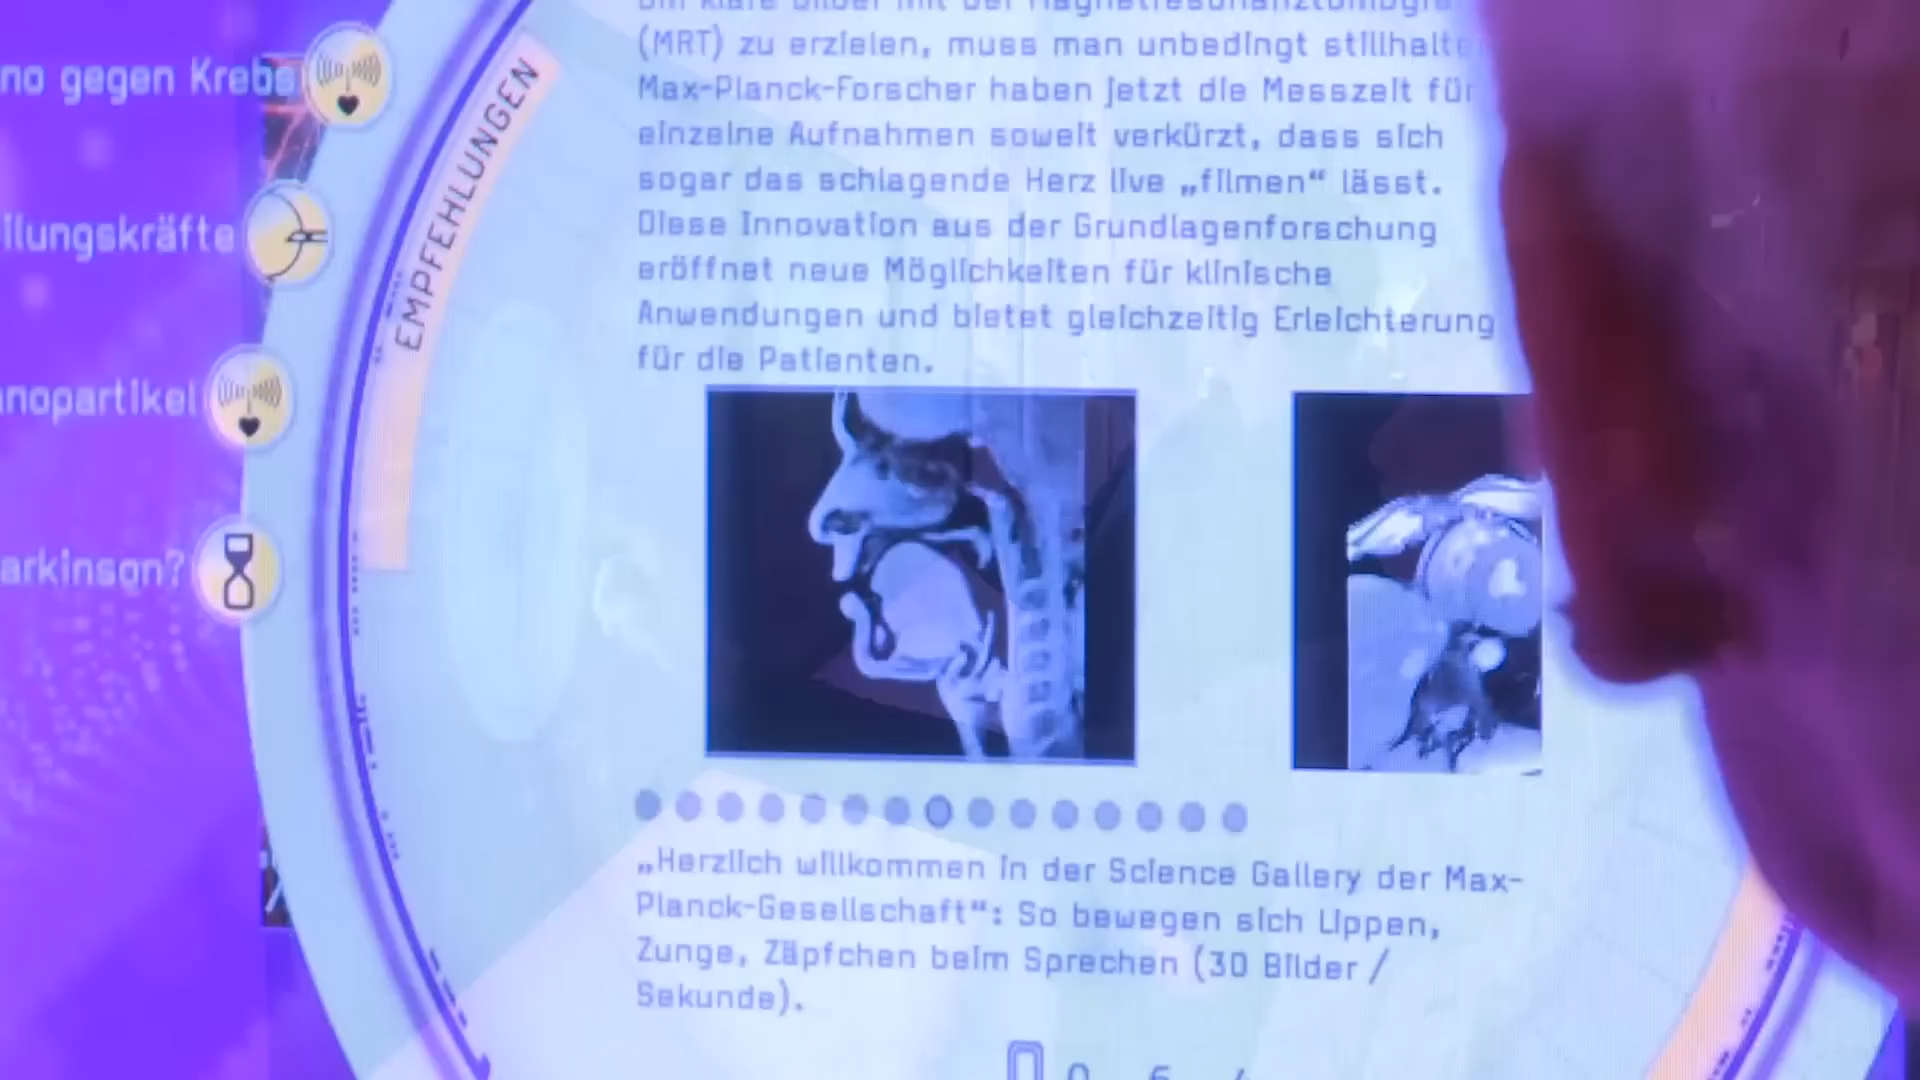 (MRT) zu erzielen, muss man unbedingt
Max-Planck-Forscher haben jetzt die Messzeit für
einzelne Aufnahmen soweit verkürzt, dass sich
sogar das schlagende Herz live „filmen“ lässt.
Diese Innovation aus der Grundlagenforschung
eröffnet neue Möglichkeiten für klinische
Anwendungen und bietet gleichzeitig Erleichterung
für die Patienten.
„Herzlich willkommen in der Science Gallery der Max-
Planck-Gesellschaft“: So bewegen sich Lippen,
Zunge, Zäpfchen beim Sprechen (30 Bilder /
Sekunde).
EMPFEHLUNGEN
no gegen Krebs
ilungskräfte
nopartikel
arkinson?